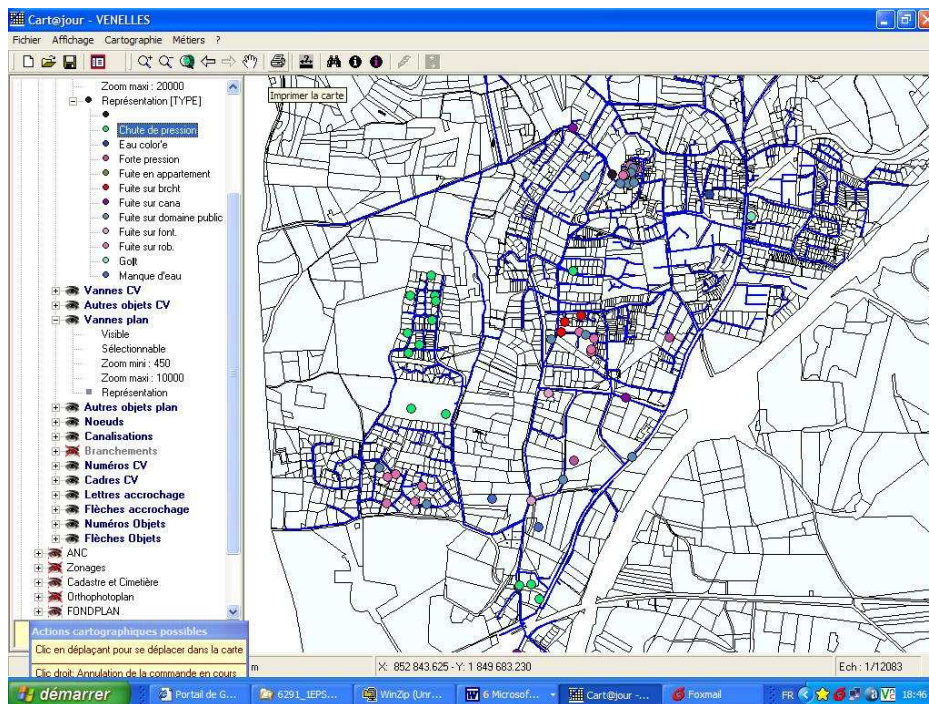 Cart@jour - VENELLES
Fichier Affichage Cartographie Métiers ?
Imprimer la carte
Zoom maxi : 20000
Représentation [TYPE]
Chute de pression
Eau color'e
Forte pression
Fuite en appartement
Fuite sur brcht
Fuite sur cana
Fuite sur domaine public
Fuite sur font.
Fuite sur rob.
Manque d'eau
Vannes CV
Autres objets CV
Vannes plan
Visible
Sélectionnable
Zoom mini : 450
Zoom maxi : 10000
Représentation
Autres objets plan
Noeuds
Canalisations
Branchements
Numéros CV
Cadres CV
Lettres accrochage
Flèches accrochage
Numéros Objets
Flèches Objets
ANC
Zonages
Cadastre et Cimetière
Orthophotoplan
FONDPLAN
Actions cartographiques possibles
Clic en déplaçant pour se déplacer dans la carte
Clic droit: Annulation de la commande en cours
m X: 852 843.625 - Y: 1 849 683.230 Ech : 1/12083
démarrer Portail de G... 6291_1EPS... WinZip (Unr... 6 Microsof... Cart@jour -... Foxmail FR 18:46